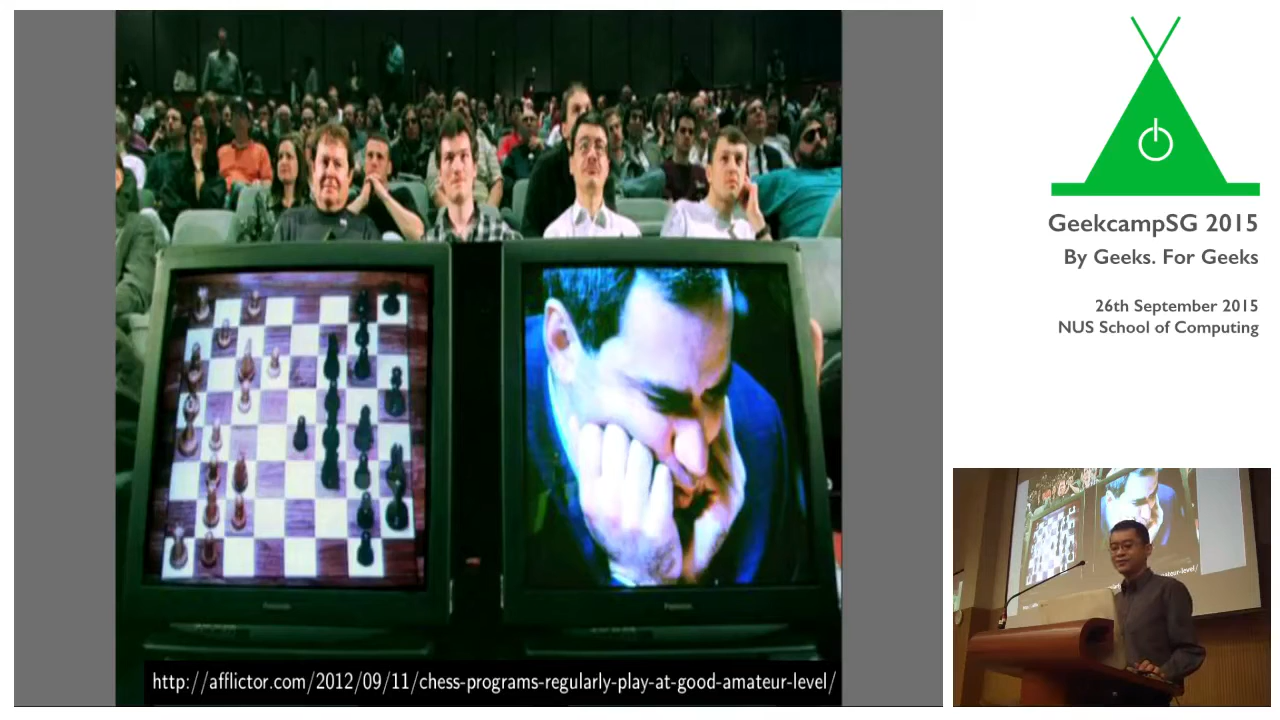 http://afflictor.com/2012/09/11/chess-programs-regularly-play-at-good-amateur-level/
GeekcampSG 2015
By Geeks. For Geeks
26th September 2015
NUS School of Computing